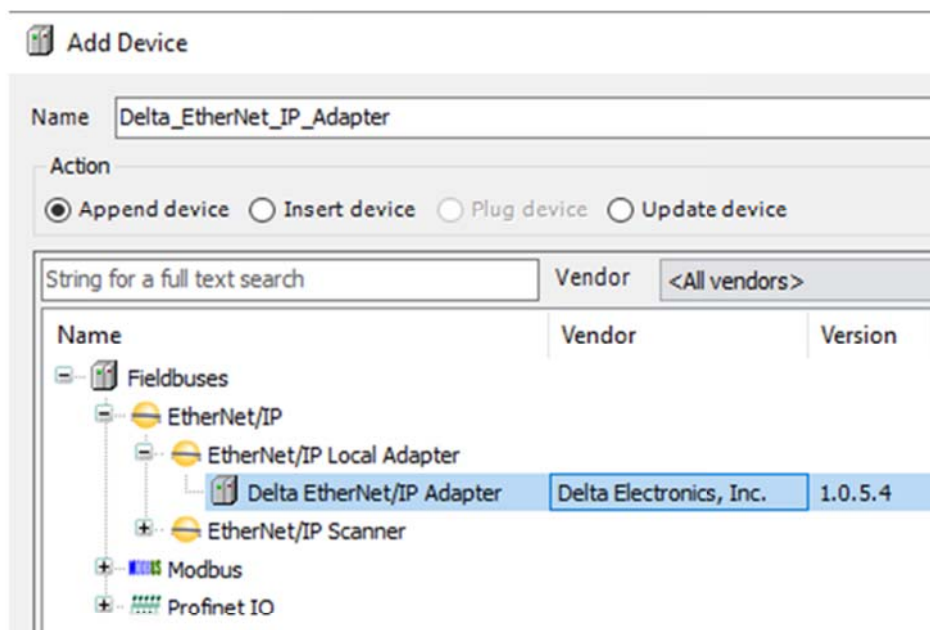 Add Device
Name Delta_EtherNet_IP_Adapter
Action
Append device Insert device Plug device Update device
String for a full text search Vendor <All vendors>
Name Vendor Version
Fieldbuses
EtherNet/IP
EtherNet/IP Local Adapter
Delta EtherNet/IP Adapter Delta Electronics, Inc. 1.0.5.4
EtherNet/IP Scanner
MODBUS Modbus
Profinet IO